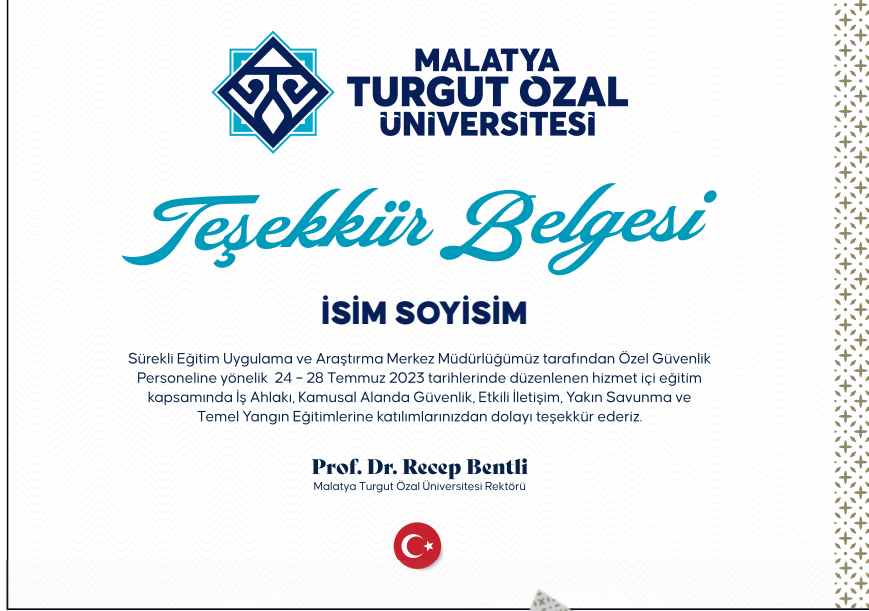 MALATYA
TURGUT ÖZAL
ÜNİVERSİTESİ
Teşekkür Belgesi
İSİM SOYİSİM
Sürekli Eğitim Uygulama ve Araştırma Merkez Müdürlüğümüz tarafından Özel Güvenlik
Personeline yönelik 24 – 28 Temmuz 2023 tarihlerinde düzenlenen hizmet içi eğitim
kapsamında İş Ahlakı, Kamusal Alanda Güvenlik, Etkili İletişim, Yakın Savunma ve
Temel Yangın Eğitimlerine katılımlarınızdan dolayı teşekkür ederiz.
Prof. Dr. Recep Bentli
Malatya Turgut Özal Üniversitesi Rektörü